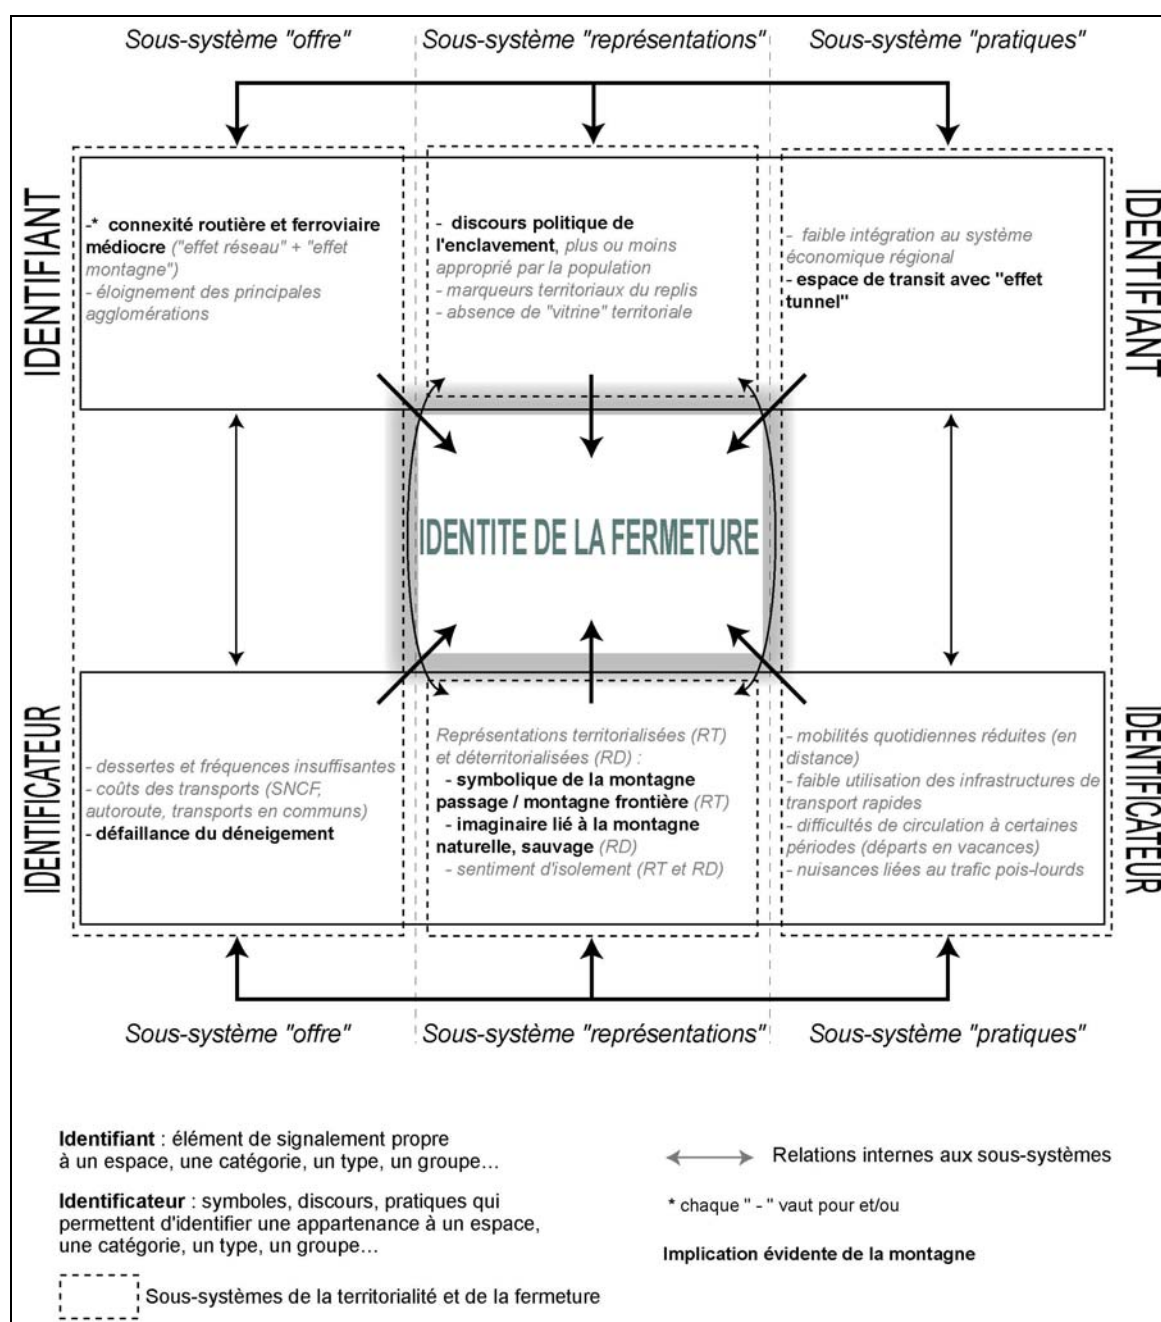 Sous-système "offre"
Sous-système "représentations"
Sous-système "pratiques"
IDENTIFIANT
-* connexité routière et ferroviaire
médiocre ("effet réseau" + "effet
montagne")
- éloignement des principales
agglomérations
- discours politique de
l'enclavement, plus ou moins
approprié par la population
- marqueurs territoriaux du replis
- absence de "vitrine" territoriale
- faible intégration au système
économique régional
- espace de transit avec "effet
tunnel"
IDENTIFIANT
IDENTITE DE LA FERMETURE
IDENTIFICATEUR
- dessertes et fréquences insuffisantes
- coûts des transports (SNCF,
autoroute, transports en communs)
- défaillance du déneigement
Représentations territorialisées (RT)
et déterritorialisées (RD) :
- symbolique de la montagne
passage / montagne frontière (RT)
- imaginaire lié à la montagne
naturelle, sauvage (RD)
- sentiment d'isolement (RT et RD)
- mobilités quotidiennes réduites (en
distance)
- faible utilisation des infrastructures de
transport rapides
- difficultés de circulation à certaines
périodes (départs en vacances)
- nuisances liées au trafic pois-lourds
IDENTIFICATEUR
Sous-système "offre"
Sous-système "représentations"
Sous-système "pratiques"
Identifiant : élément de signalement propre
à un espace, une catégorie, un type, un groupe...
Identificateur : symboles, discours, pratiques qui
permettent d'identifier une appartenance à un espace,
une catégorie, un type, un groupe...
Sous-systèmes de la territorialité et de la fermeture
Relations internes aux sous-systèmes
* chaque " - " vaut pour et/ou
Implication évidente de la montagne